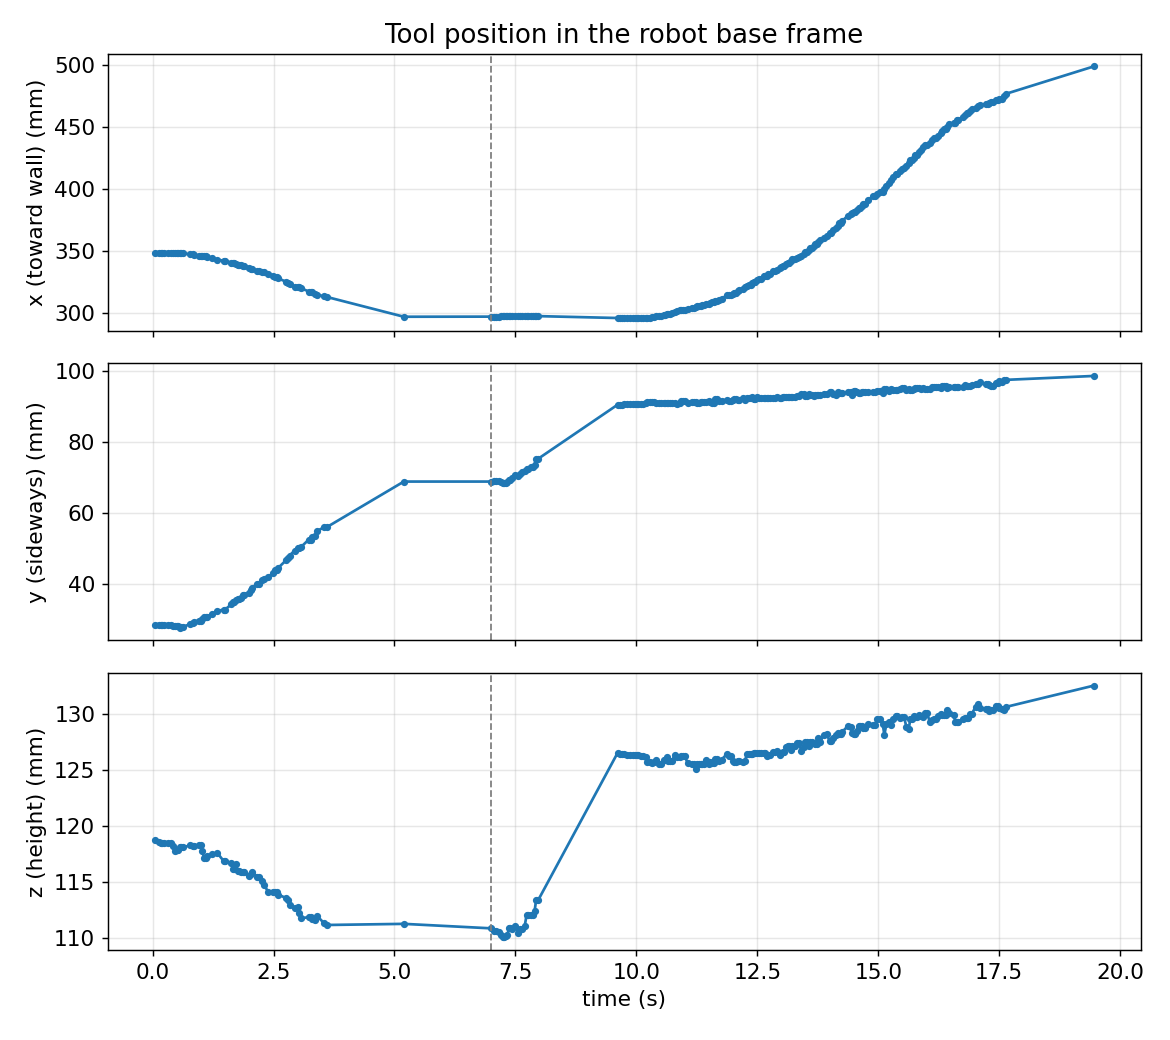 Tool position in the robot base frame
x (toward wall) (mm)
500
450
400
350
300
y (sideways) (mm)
100
80
60
40
z (height) (mm)
130
125
120
115
110
0.0 2.5 5.0 7.5 10.0 12.5 15.0 17.5 20.0
time (s)